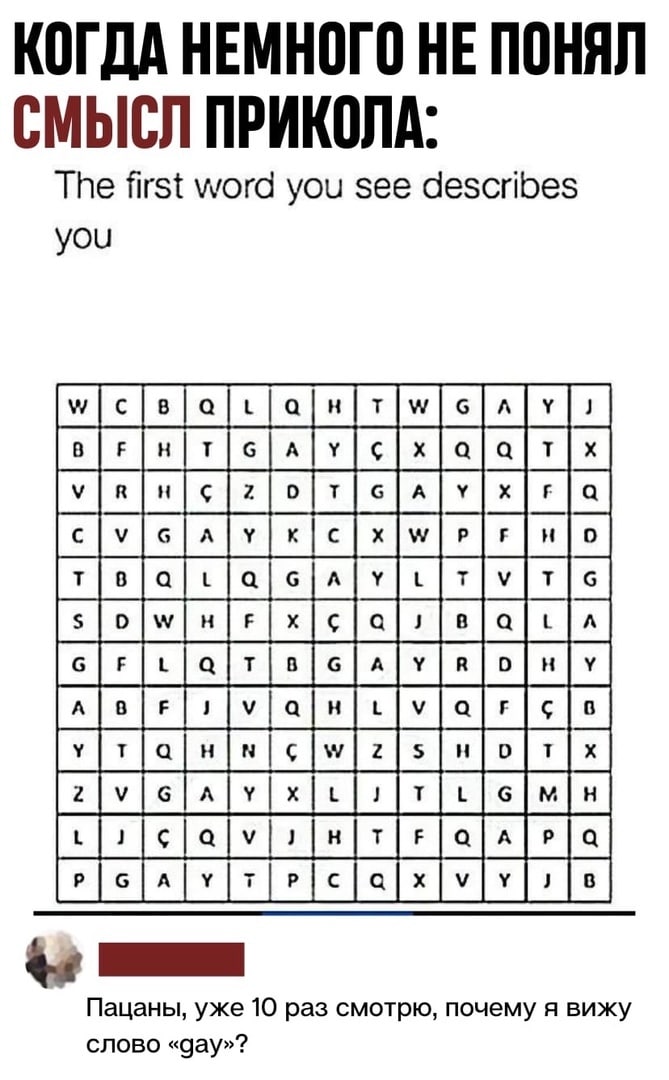 КОГДА НЕМНОГО НЕ ПОНЯЛ
СМЫСЛ ПРИКОЛА:
The first word you see describes
you
W C B Q L Q H T W G A Y J
B F H T G A Y Ç X Q Q T X
V R H Ç Z D T G A Y X F Q
C V G A Y K C X W P F H D
T B Q L Q G A Y L T V T G
S D W H F X Ç Q J B Q L A
G F L Q T B G A Y R D H Y
A B F J V Q H L V Q F Ç B
Y T Q H N Ç W Z S H D T X
Z V G A Y X L J T L G M H
L J Ç Q V J H T F Q A P Q
P G A Y T P C Q X V Y J B
Пацаны, уже 10 раз смотрю, почему я вижу
слово «gау»?